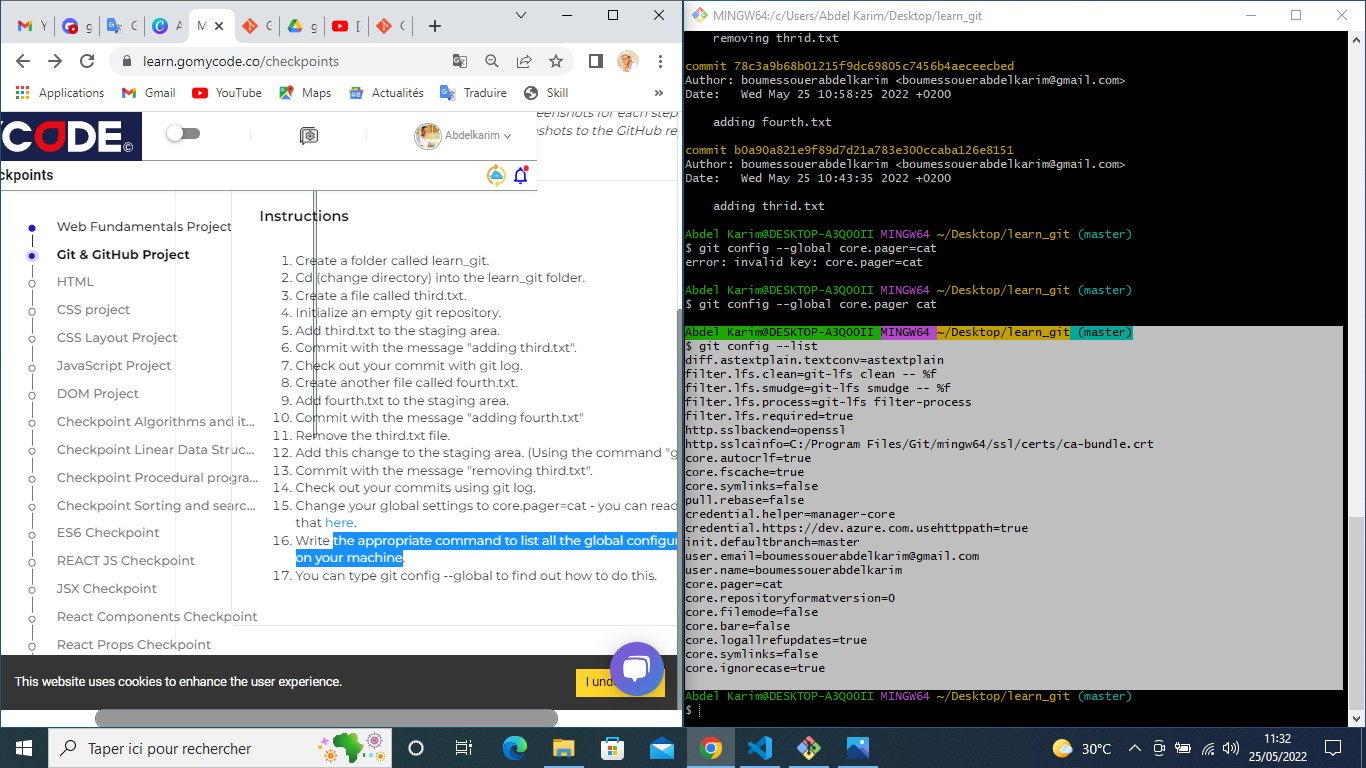 Y
g
G
A
M
G
g
[
G
learn.gomycode.co/checkpoints
Applications
Gmail
YouTube
Maps
Actualités
Traduire
Skill
»
eenshots for each step
shots to the GitHub re
CODE
Abdelkarim
ckpoints
Web Fundamentals Project
Git & GitHub Project
HTML
CSS project
CSS Layout Project
JavaScript Project
DOM Project
Checkpoint Algorithms and it...
Checkpoint Linear Data Struc...
Checkpoint Procedural progra...
Checkpoint Sorting and searc...
ES6 Checkpoint
REACT JS Checkpoint
JSX Checkpoint
React Components Checkpoint
React Props Checkpoint
Instructions
1. Create a folder called learn_git.
2. Cd (change directory) into the learn_git folder.
3. Create a file called third.txt.
4. Initialize an empty git repository.
5. Add third.txt to the staging area.
6. Commit with the message "adding third.txt".
7. Check out your commit with git log.
8. Create another file called fourth.txt.
9. Add fourth.txt to the staging area.
10. Commit with the message "adding fourth.txt"
11. Remove the third.txt file.
12. Add this change to the staging area. (Using the command "g
13. Commit with the message "removing third.txt".
14. Check out your commits using git log.
15. Change your global settings to core.pager=cat - you can read
that here.
16. Write the appropriate command to list all the global configur
on your machine
17. You can type git config --global to find out how to do this.
This website uses cookies to enhance the user experience.
I und
MINGW64:/c/Users/Abdel Karim/Desktop/learn_git
removing thrid.txt
commit 78c3a9b68b01215f9dc69805c7456b4aeceecbed
Author: boumessouerabdelkarim <boumessouerabdelkarim@gmail.com>
Date: Wed May 25 10:58:25 2022 +0200
adding fourth.txt
commit b0a90a821e9f89d7d21a783e300ccaba126e8151
Author: boumessouerabdelkarim <boumessouerabdelkarim@gmail.com>
Date: Wed May 25 10:43:35 2022 +0200
adding thrid.txt
Abdel Karim@DESKTOP-A3QO0II MINGW64 ~/Desktop/learn_git (master)
$ git config --global core.pager=cat
error: invalid key: core.pager=cat
Abdel Karim@DESKTOP-A3QO0II MINGW64 ~/Desktop/learn_git (master)
$ git config --global core.pager cat
Abdel Karim@DESKTOP-A3QO0II MINGW64 ~/Desktop/learn_git (master)
$ git config --list
diff.astextplain.textconv=astextplain
filter.lfs.clean=git-lfs clean -- %f
filter.lfs.smudge=git-lfs smudge -- %f
filter.lfs.process=git-lfs filter-process
filter.lfs.required=true
http.sslbackend=openssl
http.sslcainfo=C:/Program Files/Git/mingw64/ssl/certs/ca-bundle.crt
core.autocrlf=true
core.fscache=true
core.symlinks=false
pull.rebase=false
credential.helper=manager-core
credential.https://dev.azure.com.usehttppath=true
init.defaultbranch=master
user.email=boumessouerabdelkarim@gmail.com
user.name=boumessouerabdelkarim
core.pager=cat
core.repositoryformatversion=0
core.filemode=false
core.bare=false
core.logallrefupdates=true
core.symlinks=false
core.ignorecase=true
Abdel Karim@DESKTOP-A3QO0II MINGW64 ~/Desktop/learn_git (master)
$
Taper ici pour rechercher
30°C
11:32
25/05/2022